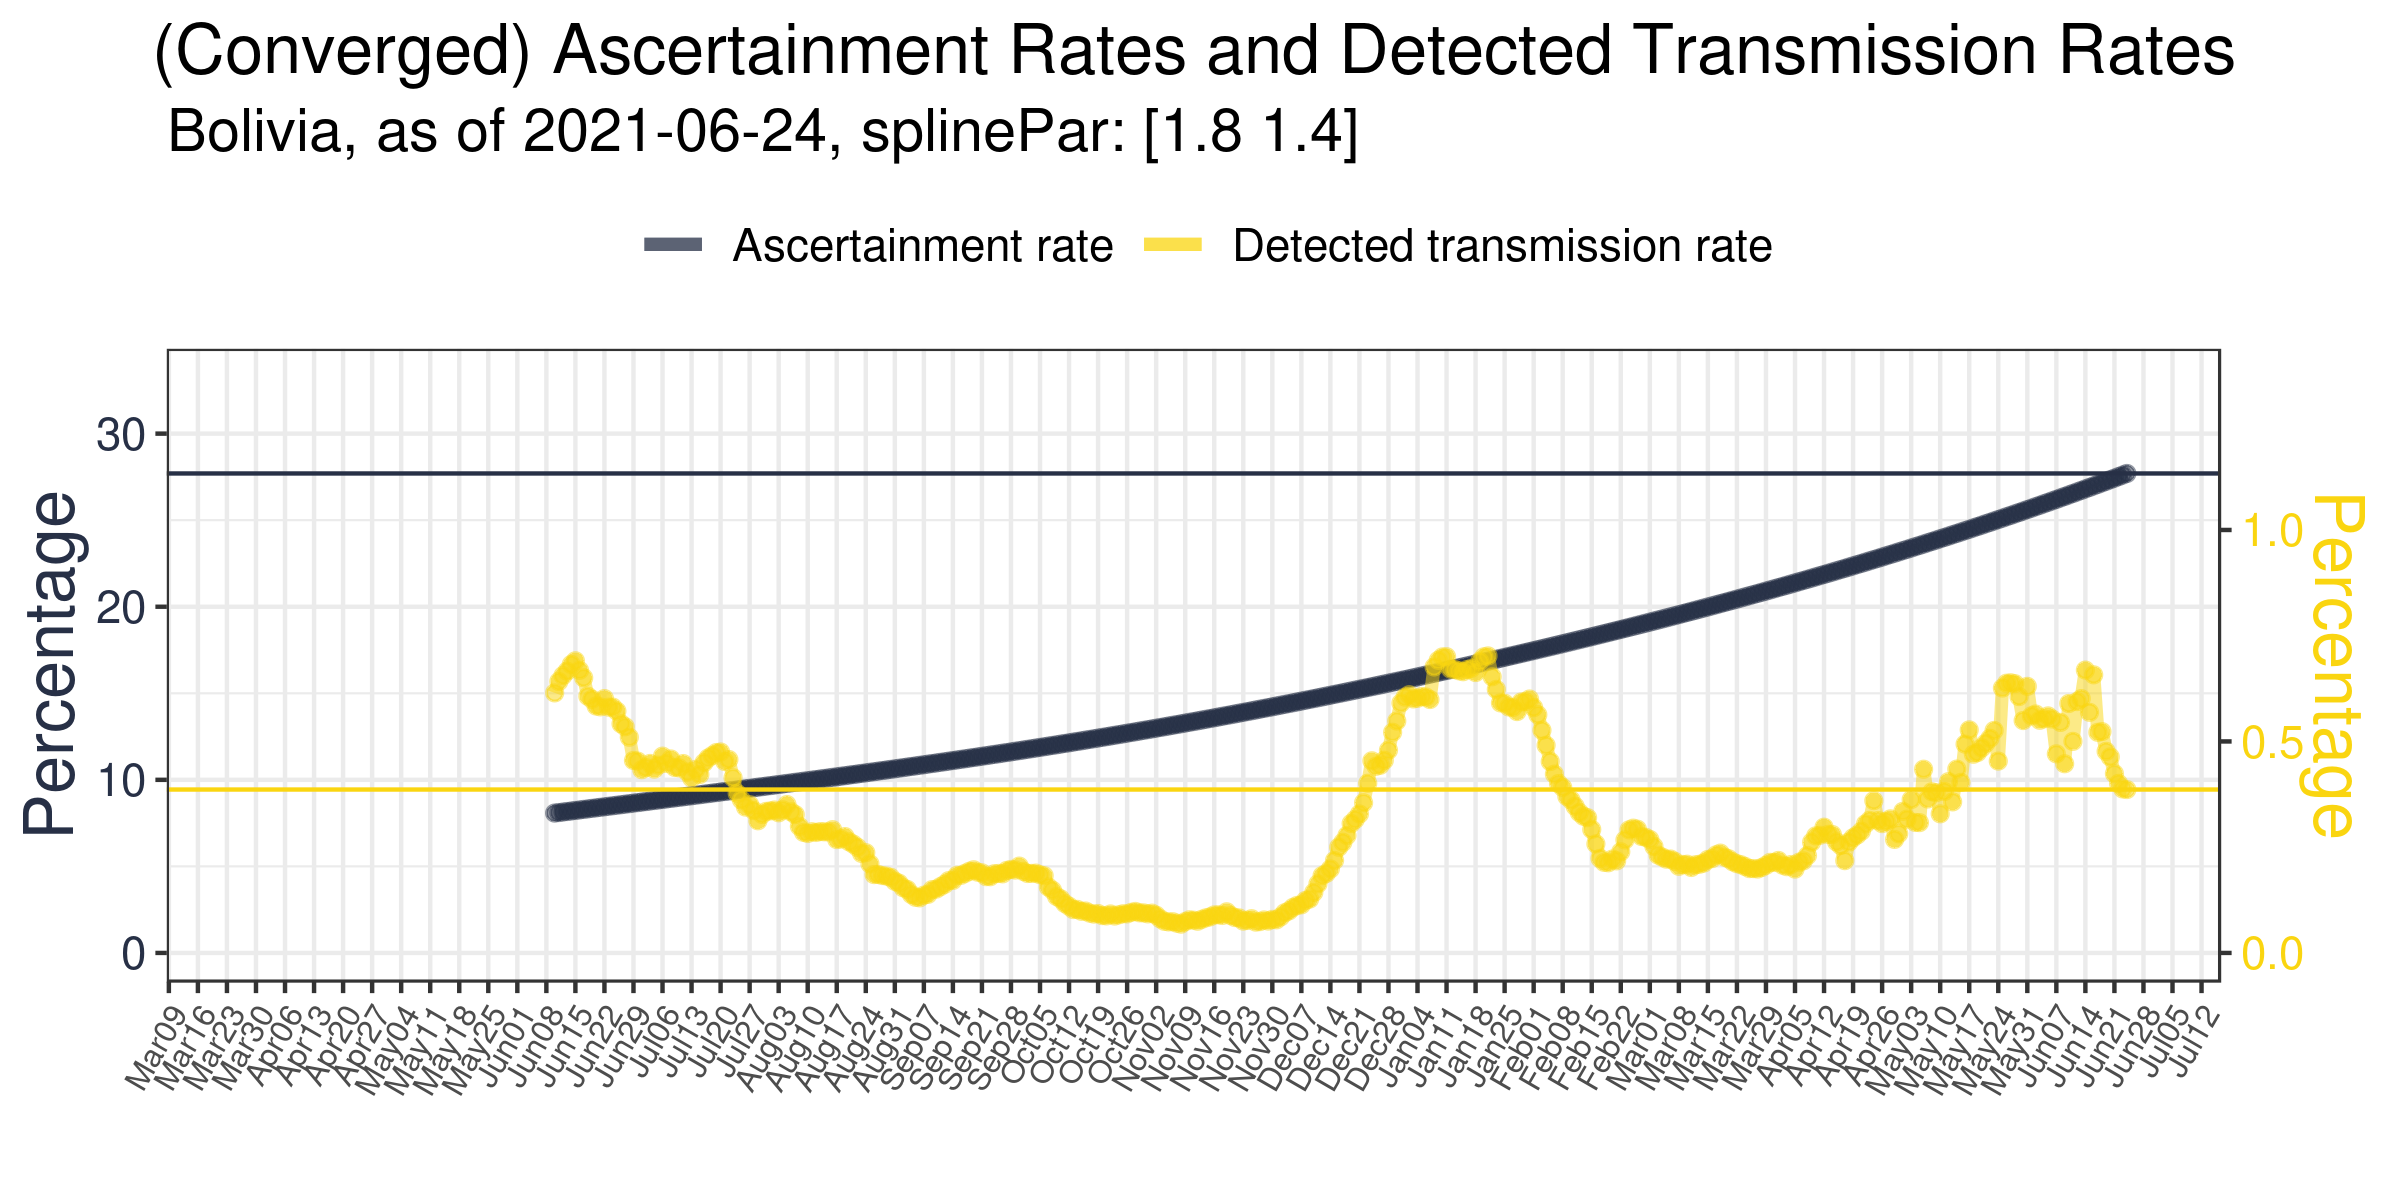 (Converged) Ascertainment Rates and Detected Transmission Rates
Bolivia, as of 2021-06-24, splinePar: [1.8 1.4]
Ascertainment rate
Detected transmission rate
Percentage
30
20
10
0
1.0
0.5
0.0
Percentage
Mar09
Mar16
Mar23
Mar30
Apr06
Apr13
Apr20
Apr27
May04
May11
May18
May25
Jun01
Jun08
Jun15
Jun22
Jun29
Jul06
Jul13
Jul20
Jul27
Aug03
Aug10
Aug17
Aug24
Aug31
Sep07
Sep14
Sep21
Sep28
Oct05
Oct12
Oct19
Oct26
Nov02
Nov09
Nov16
Nov23
Nov30
Dec07
Dec14
Dec21
Dec28
Jan04
Jan11
Jan18
Jan25
Feb01
Feb08
Feb15
Feb22
Mar01
Mar08
Mar15
Mar22
Mar29
Apr05
Apr12
Apr19
Apr26
May03
May10
May17
May24
May31
Jun07
Jun14
Jun21
Jun28
Jul05
Jul12